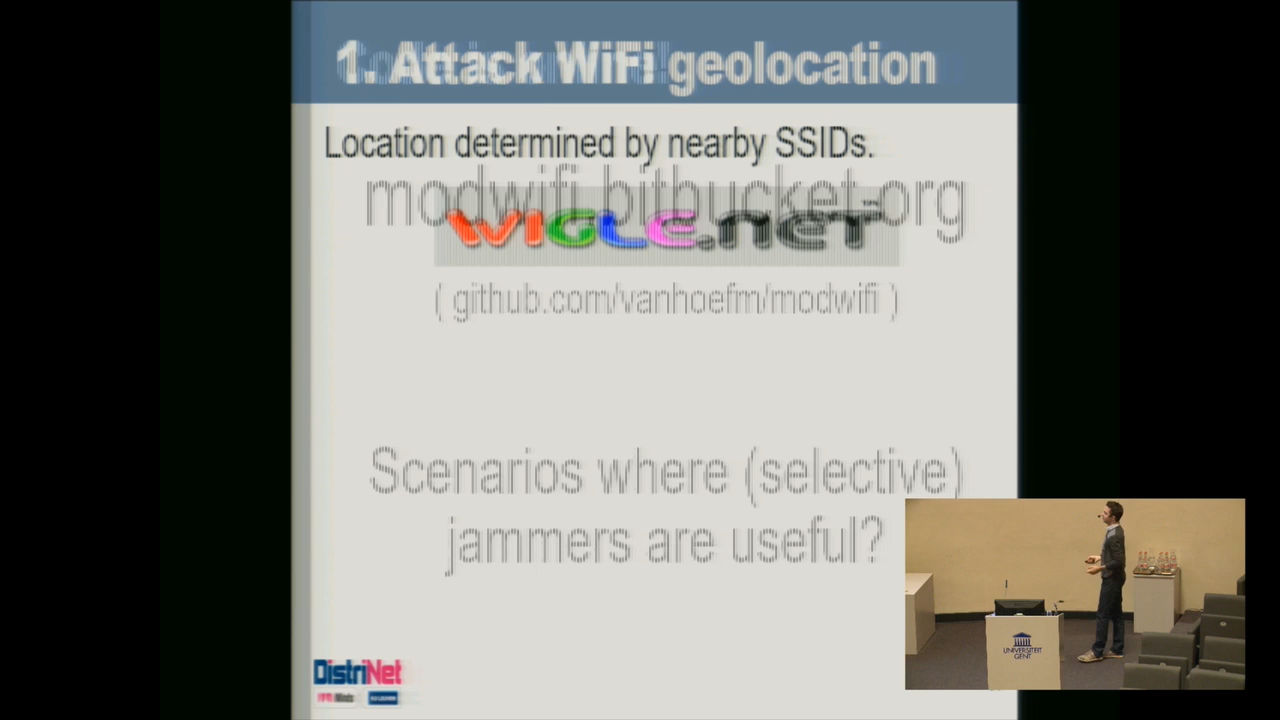 1. Attack WiFi geolocation
Location determined by nearby SSIDs.
modwifi.bitbucket.org
WIGLE.NET
( github.com/vanhoefm/modwifi )
Scenarios where (selective)
jammers are useful?
DistriNet
UNIVERSITEIT
GENT